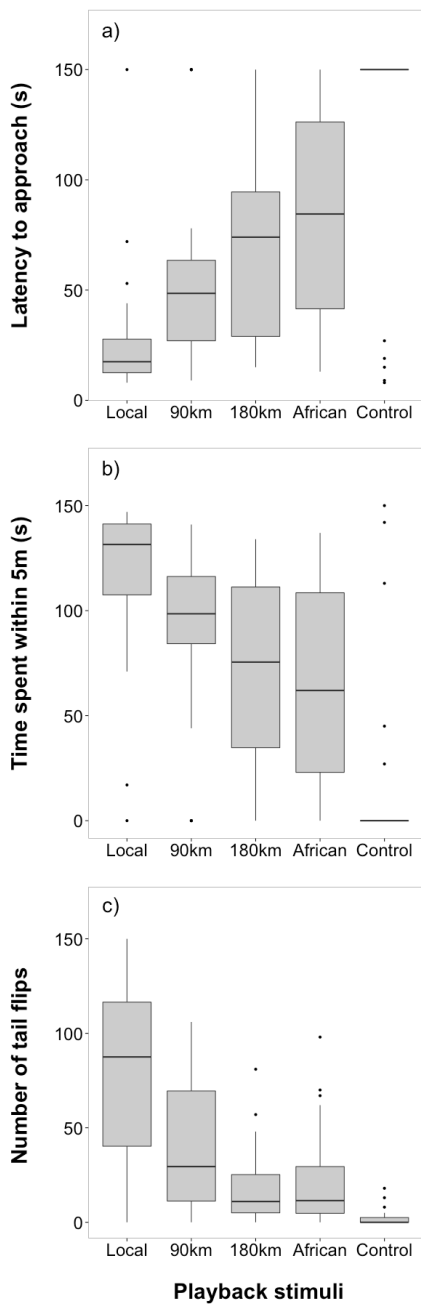 a)
Latency to approach (s)
150
100
50
0
Local 90km 180km African Control
b)
Time spent within 5m (s)
150
100
50
0
Local 90km 180km African Control
c)
Number of tail flips
150
100
50
0
Local 90km 180km African Control
Playback stimuli